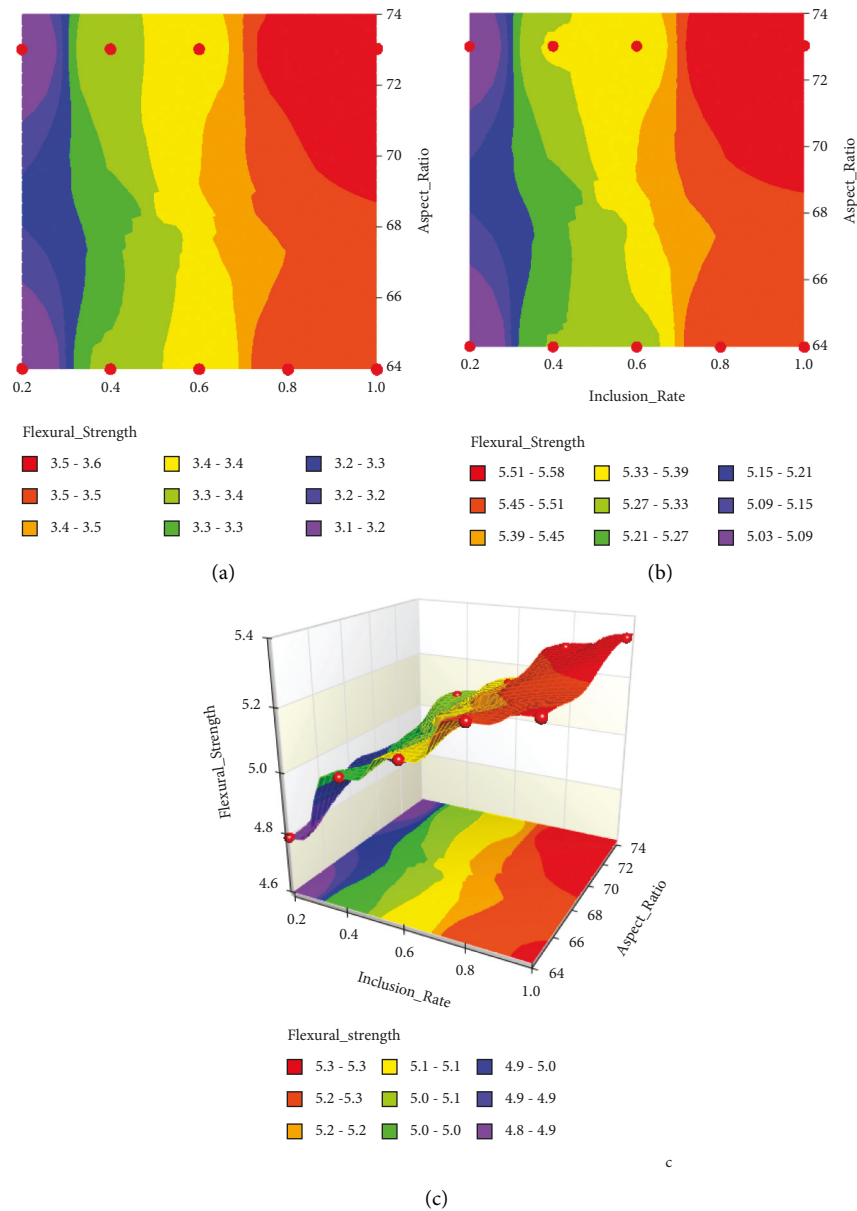 74
72
70
68
66
64
Aspect_Ratio
0.2 0.4 0.6 0.8 1.0
Flexural_Strength
3.5 - 3.6 3.4 - 3.4 3.2 - 3.3
3.5 - 3.5 3.3 - 3.4 3.2 - 3.2
3.4 - 3.5 3.3 - 3.3 3.1 - 3.2
(a)
74
72
70
68
66
64
Aspect_Ratio
0.2 0.4 0.6 0.8 1.0
Inclusion_Rate
Flexural_Strength
5.51 - 5.58 5.33 - 5.39 5.15 - 5.21
5.45 - 5.51 5.27 - 5.33 5.09 - 5.15
5.39 - 5.45 5.21 - 5.27 5.03 - 5.09
(b)
5.4
5.2
5.0
4.8
4.6
Flexural_Strength
0.2
0.4
0.6
0.8
1.0
Inclusion_Rate
74
72
70
68
66
64
Aspect_Ratio
Flexural_strength
5.3 - 5.3 5.1 - 5.1 4.9 - 5.0
5.2 -5.3 5.0 - 5.1 4.9 - 4.9
5.2 - 5.2 5.0 - 5.0 4.8 - 4.9
c
(c)